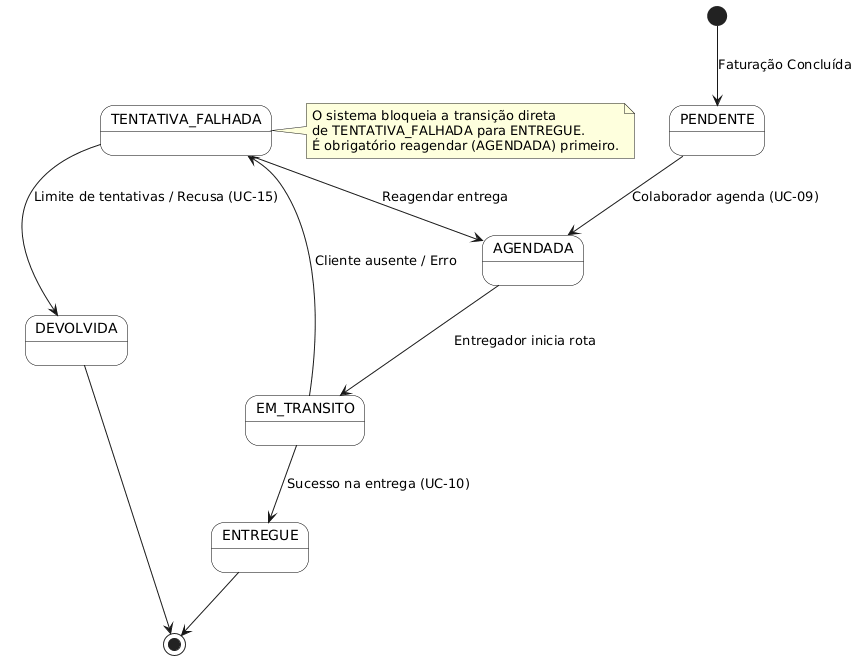 Faturação Concluída
TENTATIVA_FALHADA
O sistema bloqueia a transição direta
de TENTATIVA_FALHADA para ENTREGUE.
É obrigatório reagendar (AGENDADA) primeiro.
PENDENTE
Limite de tentativas / Recusa (UC-15)
Reagendar entrega
Colaborador agenda (UC-09)
AGENDADA
Cliente ausente / Erro
DEVOLVIDA
Entregador inicia rota
EM_TRANSITO
Sucesso na entrega (UC-10)
ENTREGUE